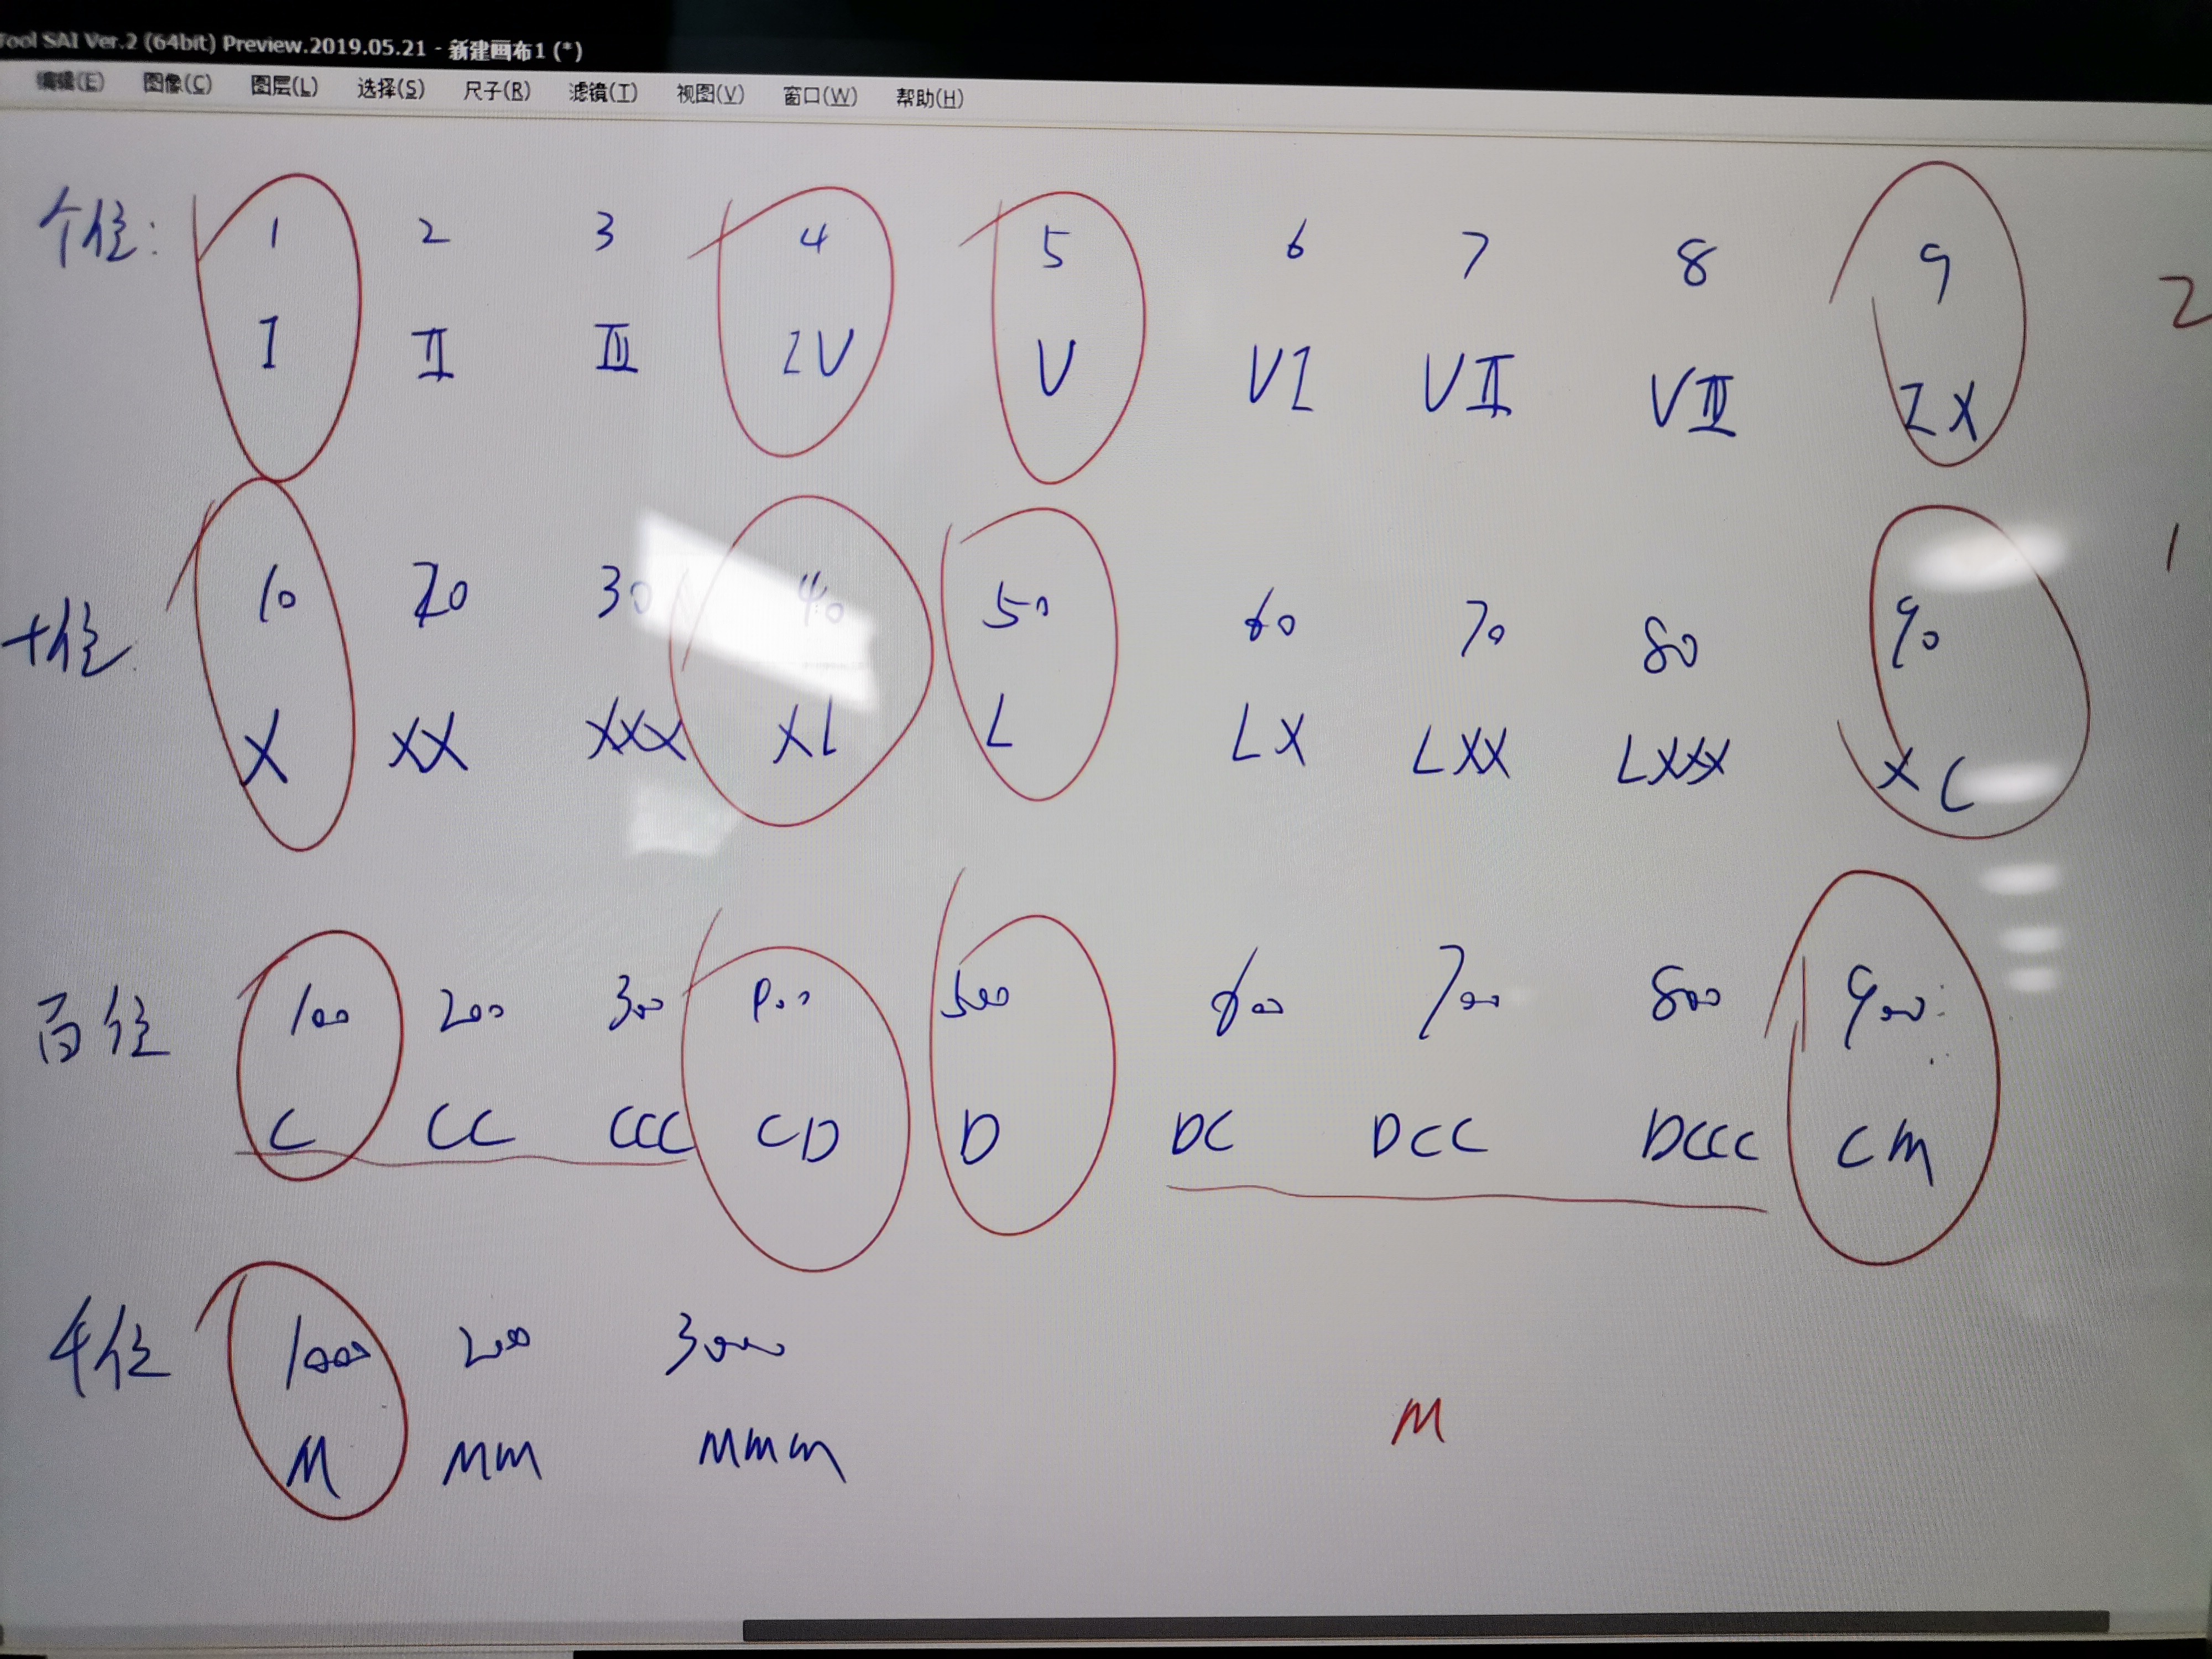 Tool SAI Ver.2 (64bit) Preview.2019.05.21 - 新建画布1 (*)
编辑(E) 图像(C) 图层(L) 选择(S) 尺子(R) 滤镜(T) 视图(V) 窗口(W) 帮助(H)
个位: 1 2 3 4 5 6 7 8 9 2
I II III IV V VI VII VIII IX
十位 10 20 30 40 50 60 70 80 90 1
X XX XXX XL L LX LXX LXXX XC
百位 100 200 300 400 500 600 700 800 900
C CC CCC CD D DC DCC DCCC CM
千位 1000 2000 3000
M MM MMM M